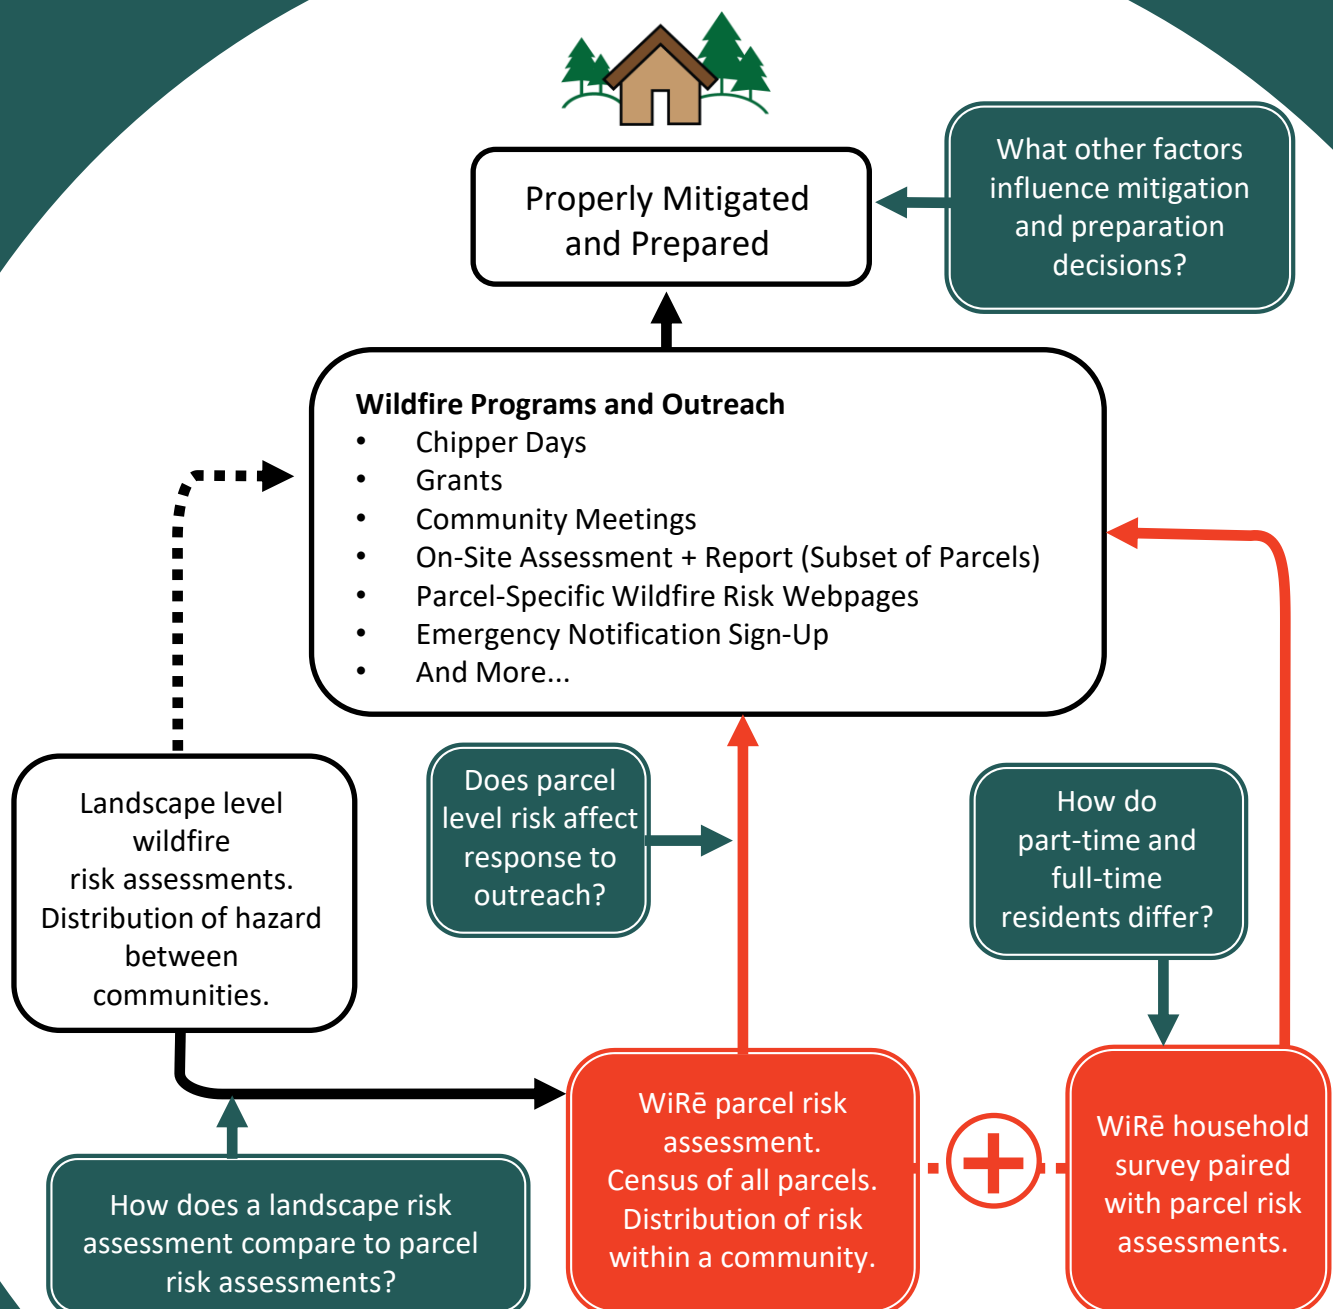 Properly Mitigated
and Prepared
What other factors
influence mitigation
and preparation
decisions?
Wildfire Programs and Outreach
• Chipper Days
• Grants
• Community Meetings
• On-Site Assessment + Report (Subset of Parcels)
• Parcel-Specific Wildfire Risk Webpages
• Emergency Notification Sign-Up
• And More...
Landscape level
wildfire
risk assessments.
Distribution of hazard
between
communities.
Does parcel
level risk affect
response to
outreach?
How do
part-time and
full-time
residents differ?
How does a landscape risk
assessment compare to parcel
risk assessments?
WiRē parcel risk
assessment.
Census of all parcels.
Distribution of risk
within a community.
WiRē household
survey paired
with parcel risk
assessments.